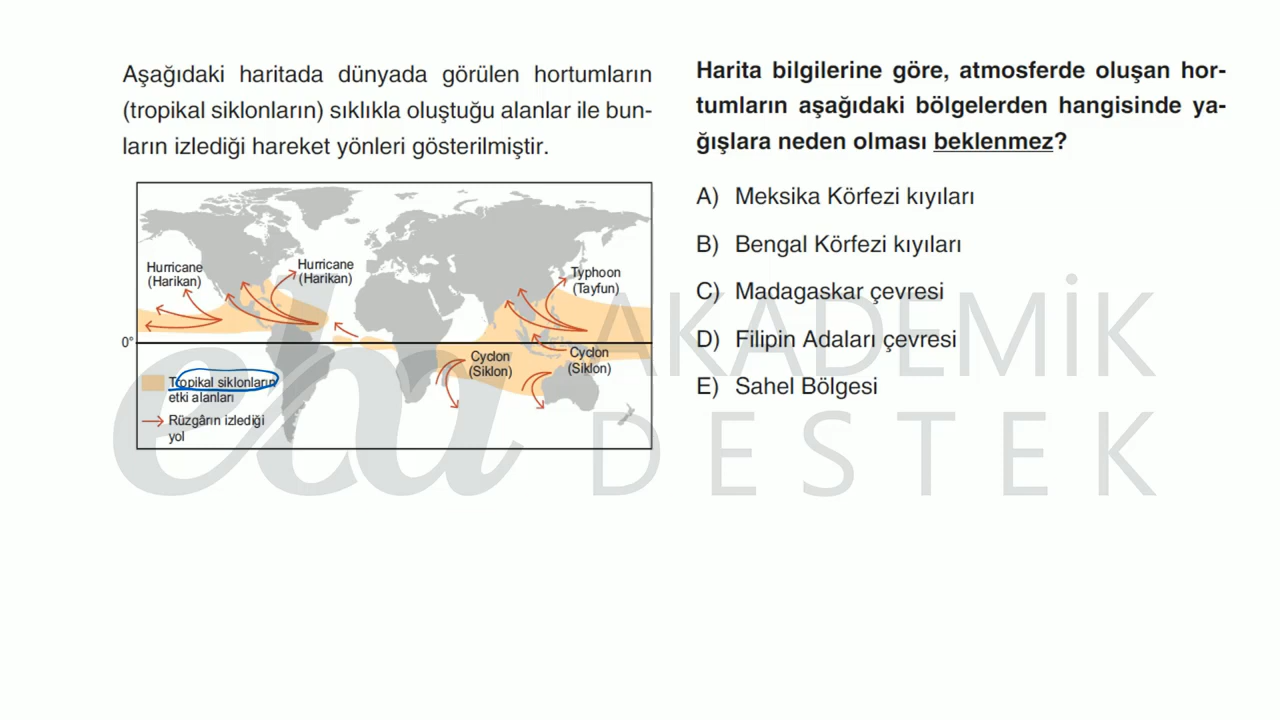 Aşağıdaki haritada dünyada görülen hortumların
(tropikal siklonların) sıklıkla oluştuğu alanlar ile bun-
ların izlediği hareket yönleri gösterilmiştir.
Hurricane
(Harikan)
Hurricane
(Harikan)
Typhoon
(Tayfun)
0°
Cyclon
(Siklon)
Cyclon
(Siklon)
Tropikal siklonların
etki alanları
Rüzgârın izlediği
yol
Harita bilgilerine göre, atmosferde oluşan hor-
tumların aşağıdaki bölgelerden hangisinde ya-
ğışlara neden olması beklenmez?
A) Meksika Körfezi kıyıları
B) Bengal Körfezi kıyıları
C) Madagaskar çevresi
D) Filipin Adaları çevresi
E) Sahel Bölgesi
eba
AKADEMİK
DESTEK